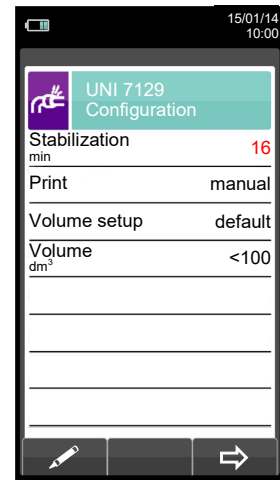 15/01/14
10:00
UNI 7129
Configuration
Stabilization
min
16
Print
manual
Volume setup
default
Volume
dm³
<100